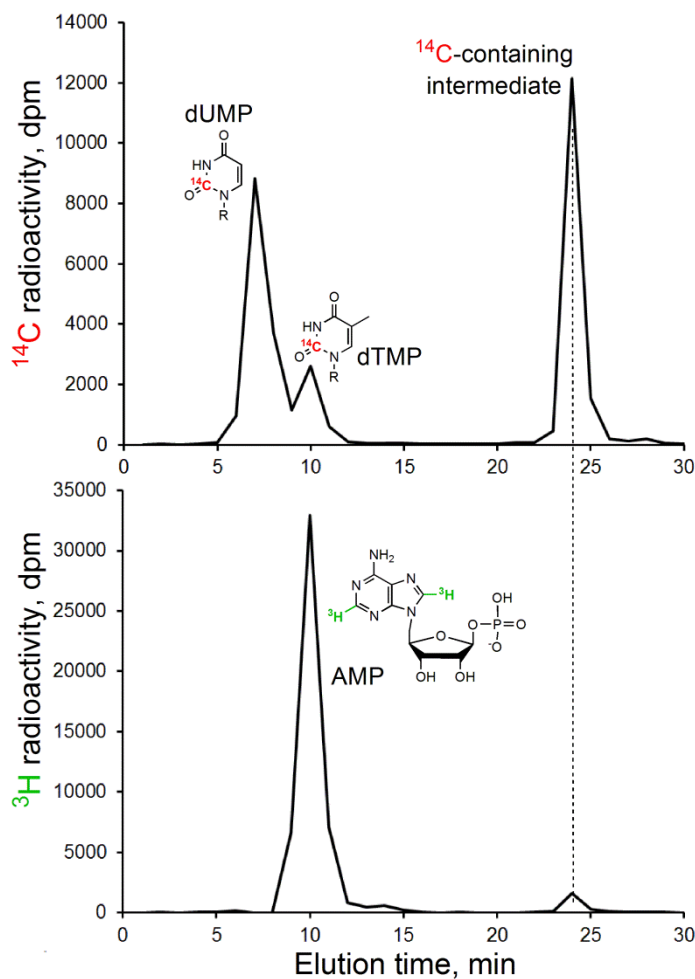 14000
12000
10000
8000
6000
4000
2000
0
¹⁴C radioactivity, dpm
dUMP
O
HN
¹⁴C
O
N
R
O
HN
¹⁴C
O
N
R
dTMP
¹⁴C-containing
intermediate
0 5 10 15 20 25 30
35000
30000
25000
20000
15000
10000
5000
0
³H radioactivity, dpm
AMP
NH₂
N
N
³H
³H
N
N
O
OH
O
P
O
O⁻
OH OH
0 5 10 15 20 25 30
Elution time, min